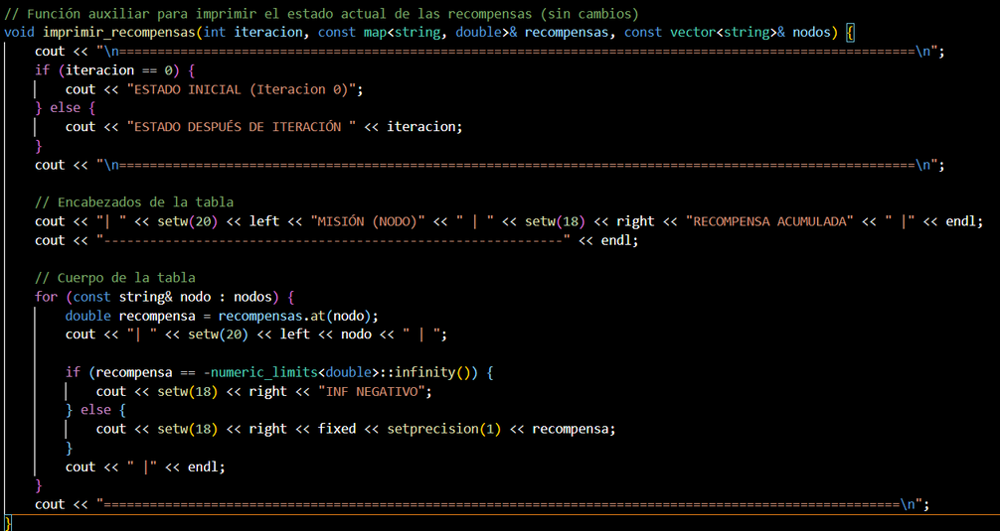 // Función auxiliar para imprimir el estado actual de las recompensas (sin cambios)
void imprimir_recompensas(int iteracion, const map<string, double>& recompensas, const vector<string>& nodos) {
    cout << "\n========================================================================================================\n";
    if (iteracion == 0) {
        cout << "ESTADO INICIAL (Iteracion 0)";
    } else {
        cout << "ESTADO DESPUÉS DE ITERACIÓN " << iteracion;
    }
    cout << "\n========================================================================================================\n";

    // Encabezados de la tabla
    cout << "| " << setw(20) << left << "MISIÓN (NODO)" << " | " << setw(18) << right << "RECOMPENSA ACUMULADA" << " |" << endl;
    cout << "------------------------------------------------------------" << endl;

    // Cuerpo de la tabla
    for (const string& nodo : nodos) {
        double recompensa = recompensas.at(nodo);
        cout << "| " << setw(20) << left << nodo << " | ";

        if (recompensa == -numeric_limits<double>::infinity()) {
            cout << setw(18) << right << "INF NEGATIVO";
        } else {
            cout << setw(18) << right << fixed << setprecision(1) << recompensa;
        }
        cout << " |" << endl;
    }
    cout << "========================================================================================================\n";
}